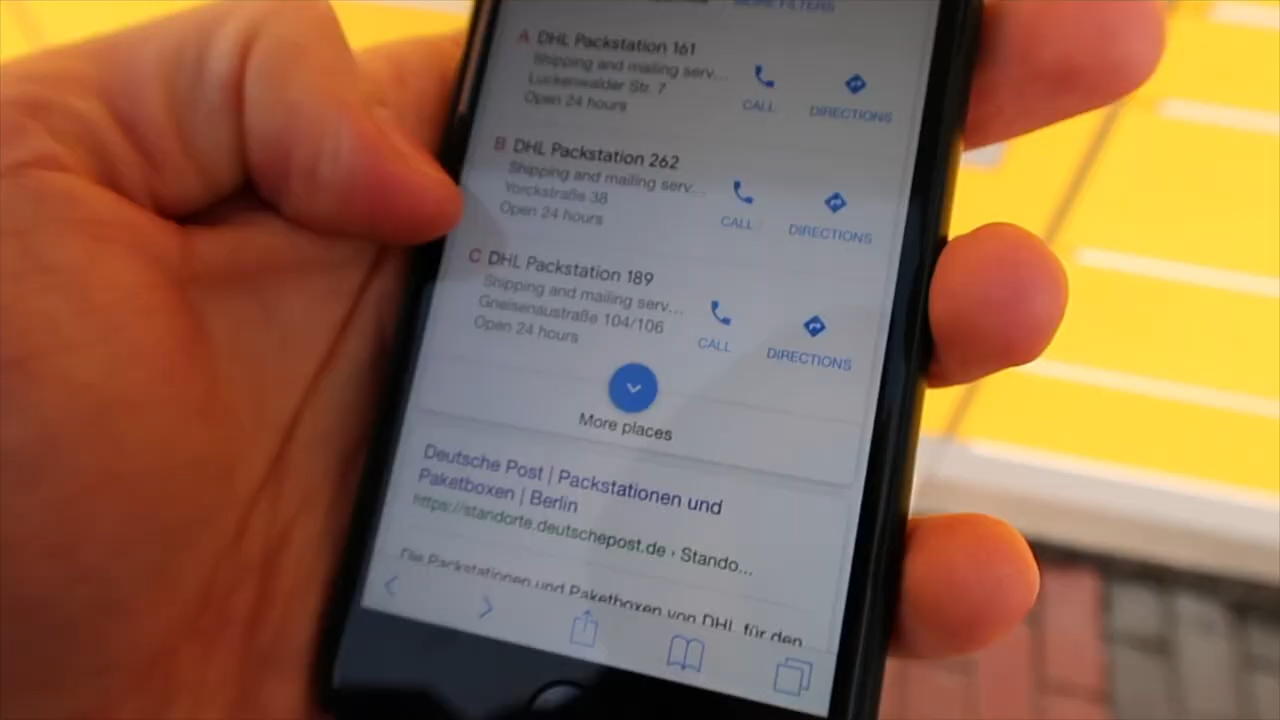 MORE FILTERS
A DHL Packstation 161
Shipping and mailing serv...
Luckenwalder Str. 7
Open 24 hours
CALL
DIRECTIONS
B DHL Packstation 262
Shipping and mailing serv...
Yorckstraße 38
Open 24 hours
CALL
DIRECTIONS
C DHL Packstation 189
Shipping and mailing serv...
Gneisenaustraße 104/106
Open 24 hours
CALL
DIRECTIONS
More places
Deutsche Post | Packstationen und
Paketboxen | Berlin
https://standorte.deutschepost.de › Stando...
Die Packstationen und Paketboxen von DHL für den